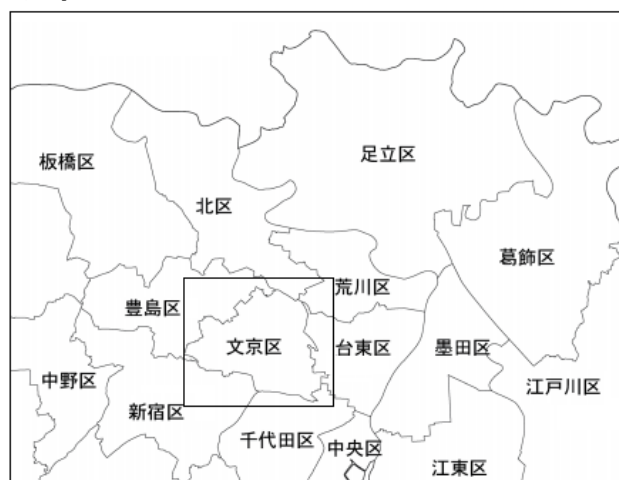 足立区
板橋区
北区
葛飾区
荒川区
豊島区
文京区
台東区
墨田区
中野区
江戸川区
新宿区
千代田区
中央区
江東区